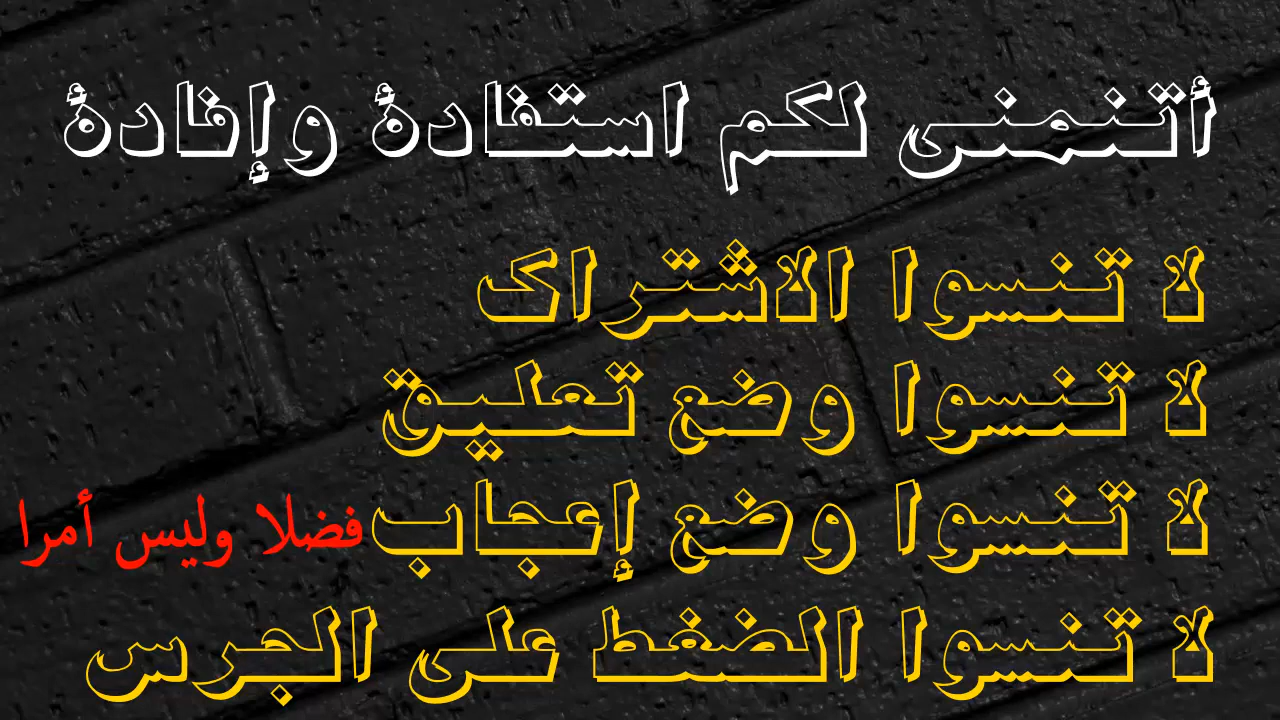 أتنمنى لكم استفادة وإفادة
لا تنسوا الاشتراك
لا تنسوا وضع تعليق
لا تنسوا وضع إعجاب فضلا وليس أمرا
لا تنسوا الضغط على الجرس